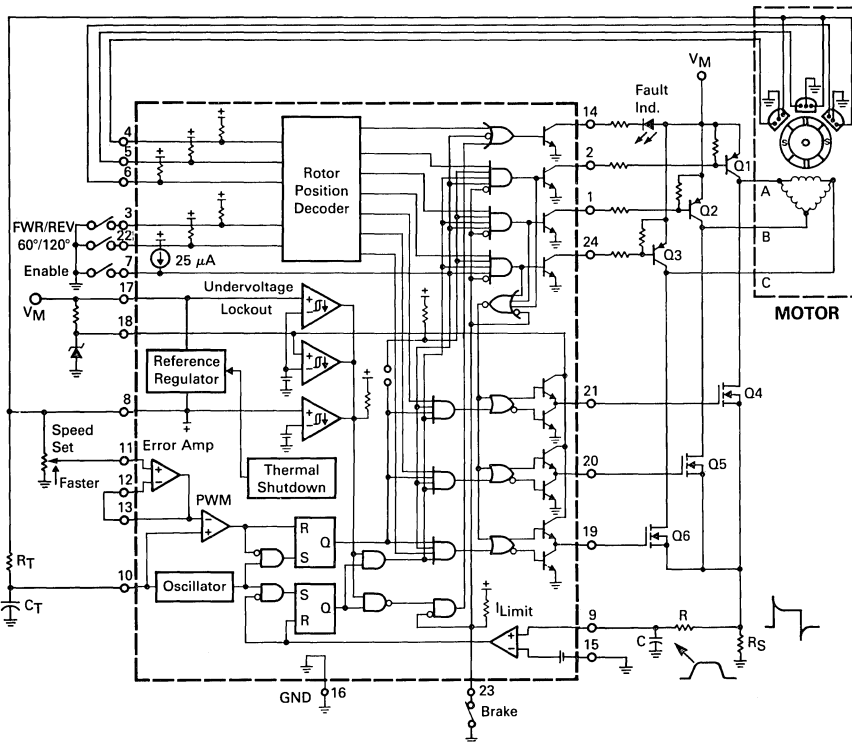 VM
Fault
Ind.
14
4
5
6
2
1
24
Rotor
Position
Decoder
Q1
Q2
Q3
A
B
C
S
S
MOTOR
FWR/REV
3
60°/120°
22
Enable
7
25 µA
17
VM
18
Undervoltage
Lockout
Reference
Regulator
8
Speed
Set
Faster
11
Error Amp
12
13
Thermal
Shutdown
PWM
R
Q
S
21
Q4
20
Q5
19
Q6
RT
10
CT
Oscillator
S
Q
R
ILimit
9
R
C
RS
15
GND
16
23
Brake